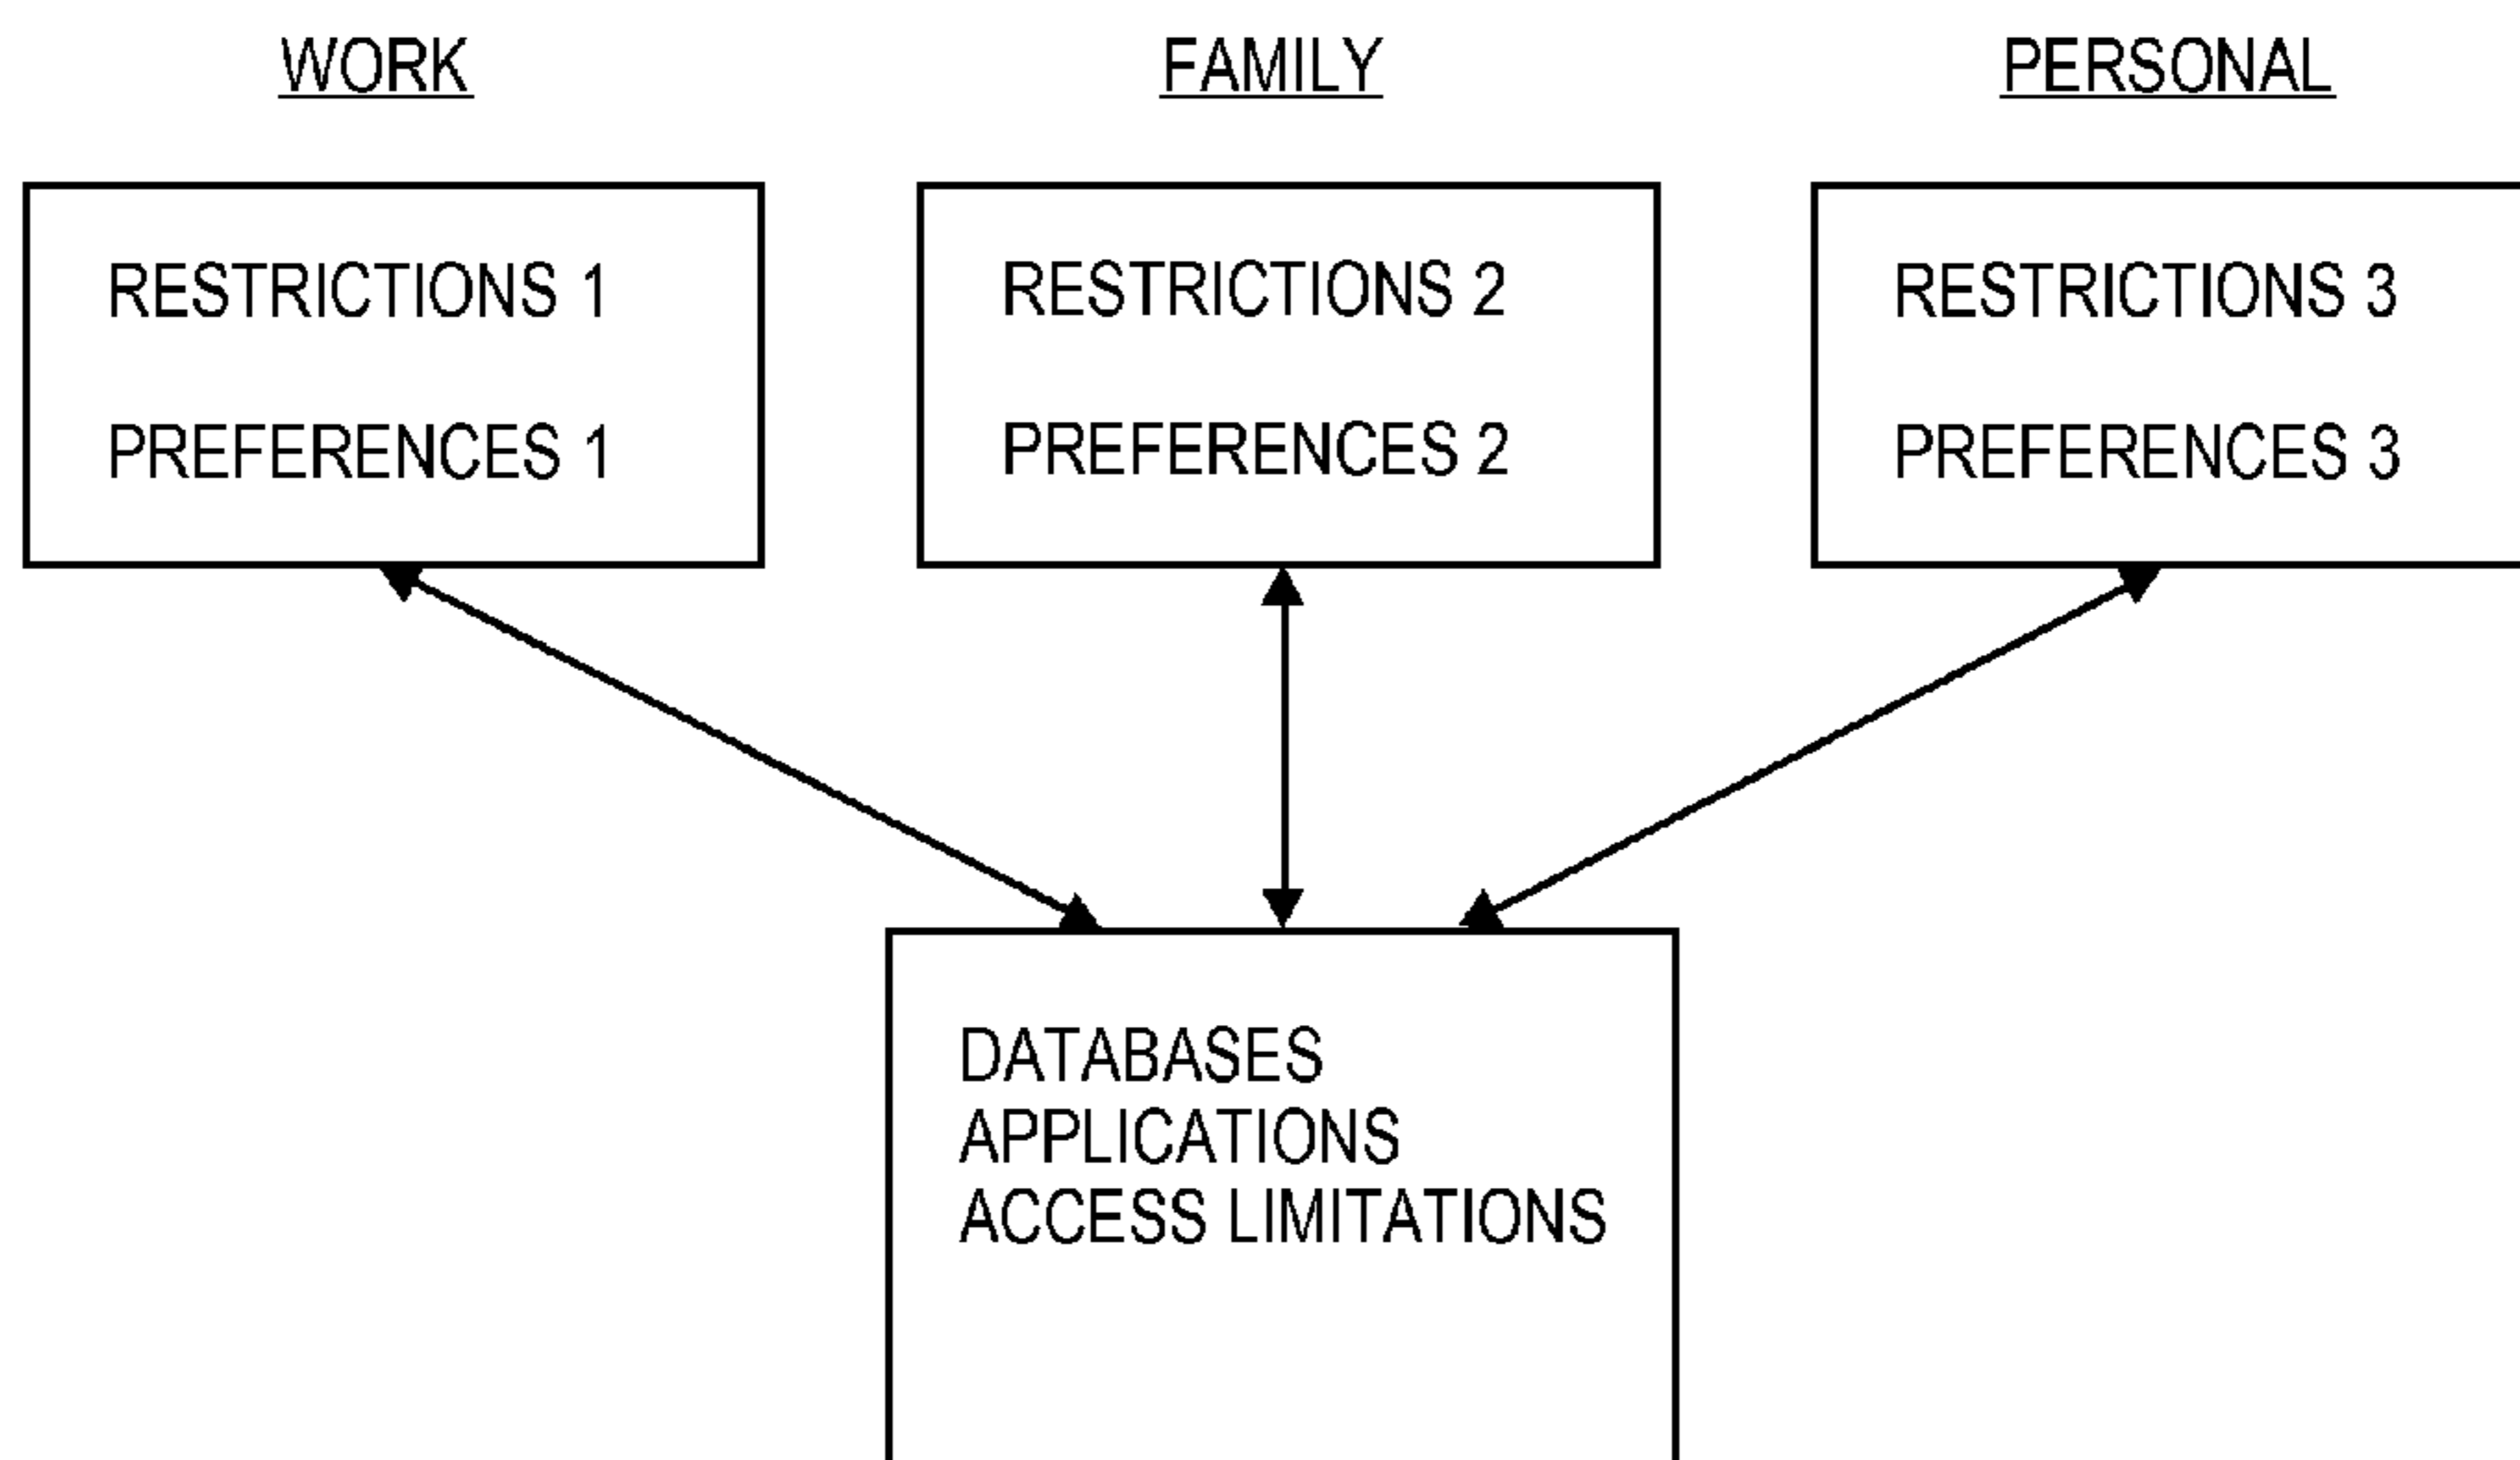 WORK
FAMILY
PERSONAL
RESTRICTIONS 1
PREFERENCES 1
RESTRICTIONS 2
PREFERENCES 2
RESTRICTIONS 3
PREFERENCES 3
DATABASES
APPLICATIONS
ACCESS LIMITATIONS